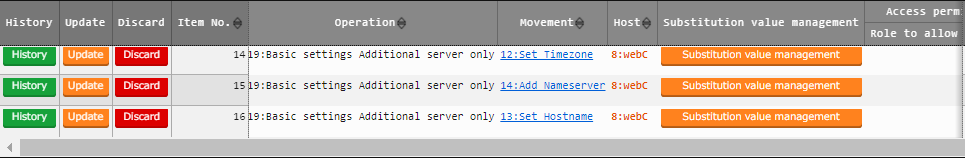 History Update Discard Item No. Operation Movement Host Substitution value management Access perm
Role to allow
History Update Discard 14 19:Basic settings Additional server only 12:Set Timezone 8:webC Substitution value management
History Update Discard 15 19:Basic settings Additional server only 14:Add Nameserver 8:webC Substitution value management
History Update Discard 16 19:Basic settings Additional server only 13:Set Hostname 8:webC Substitution value management